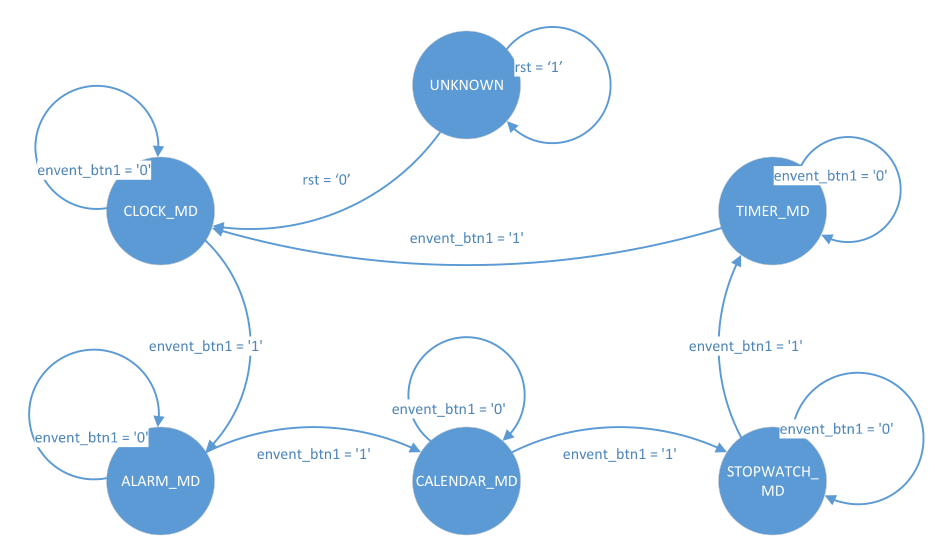 UNKNOWN
rst = ‘1’
envent_btn1 = '0'
CLOCK_MD
rst = ‘0’
envent_btn1 = '0'
TIMER_MD
envent_btn1 = '1'
envent_btn1 = '1'
envent_btn1 = '1'
envent_btn1 = '0'
envent_btn1 = '0'
envent_btn1 = '0'
envent_btn1 = '1'
envent_btn1 = '1'
ALARM_MD
CALENDAR_MD
STOPWATCH_
MD